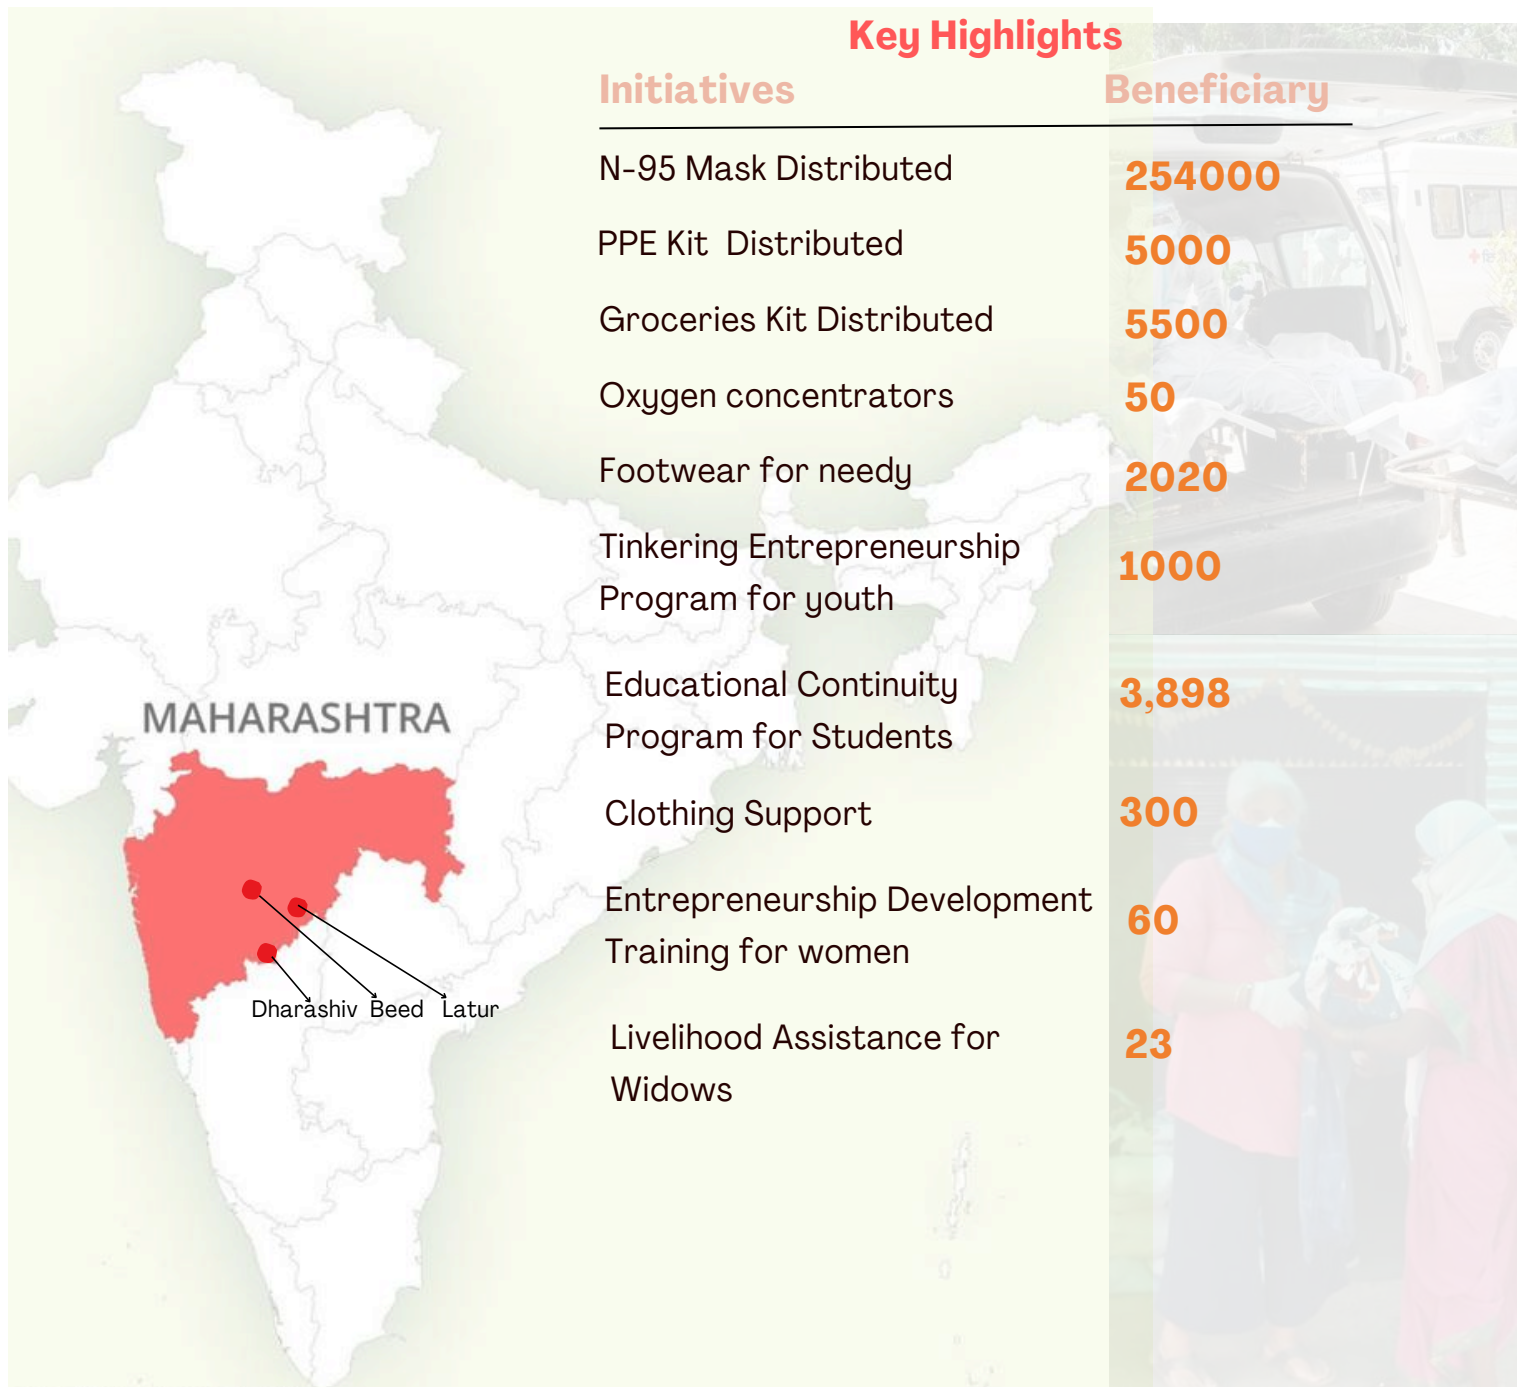 Key Highlights
Initiatives Beneficiary
N-95 Mask Distributed 254000
PPE Kit Distributed 5000
Groceries Kit Distributed 5500
Oxygen concentrators 50
Footwear for needy 2020
Tinkering Entrepreneurship
Program for youth 1000
Educational Continuity
Program for Students 3,898
Clothing Support 300
Entrepreneurship Development
Training for women 60
Livelihood Assistance for
Widows 23
MAHARASHTRA
Dharashiv Beed Latur